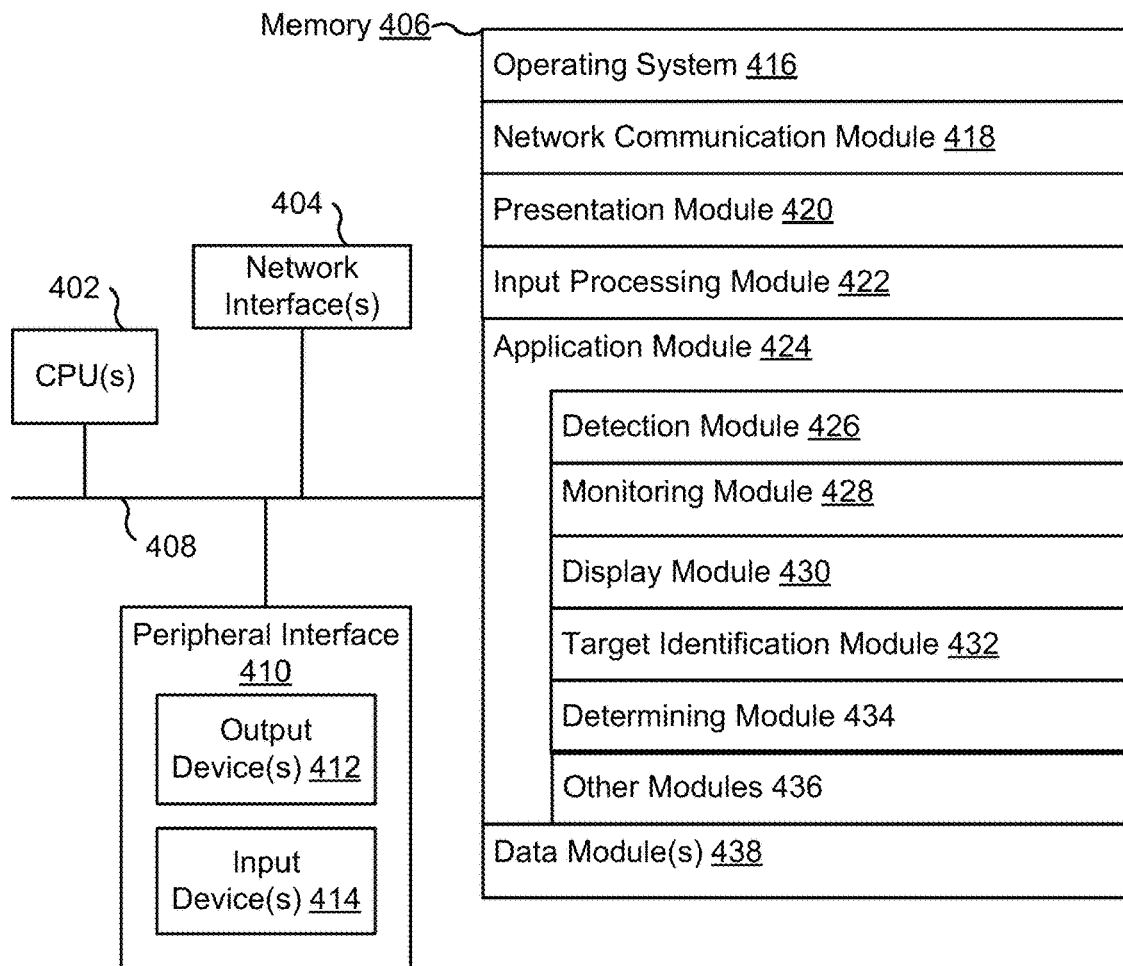 Memory 406
Operating System 416
Network Communication Module 418
Presentation Module 420
Input Processing Module 422
Application Module 424
Detection Module 426
Monitoring Module 428
Display Module 430
Target Identification Module 432
Determining Module 434
Other Modules 436
Data Module(s) 438
404
Network
Interface(s)
402
CPU(s)
408
Peripheral Interface
410
Output
Device(s) 412
Input
Device(s) 414